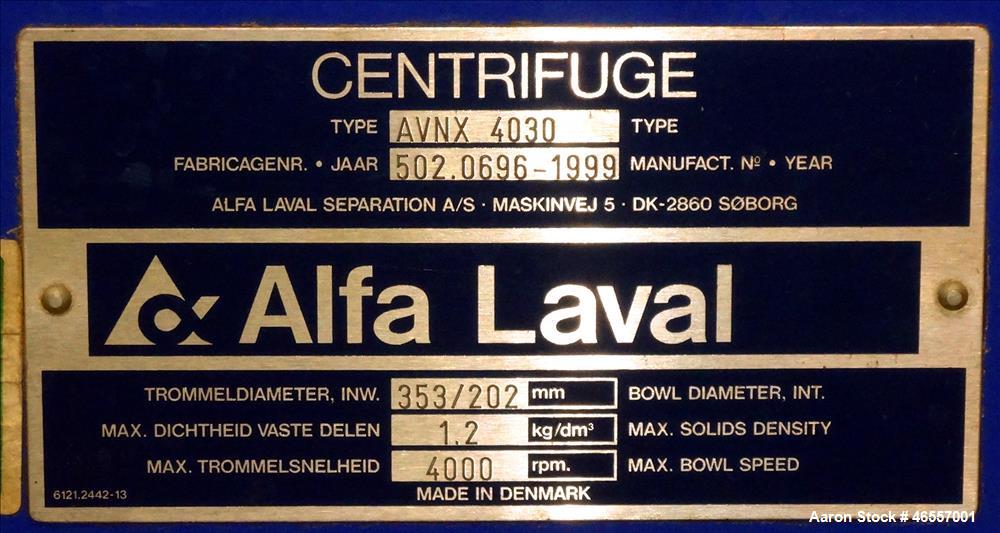 CENTRIFUGE
TYPE AVNX 4030 TYPE
FABRICAGENR. • JAAR 502.0696-1999 MANUFACT. Nº • YEAR
ALFA LAVAL SEPARATION A/S · MASKINVEJ 5 · DK-2860 SØBORG
Alfa Laval
TROMMELDIAMETER, INW. 353/202 mm BOWL DIAMETER, INT.
MAX. DICHTHEID VASTE DELEN 1.2 kg/dm³ MAX. SOLIDS DENSITY
MAX. TROMMELSNELHEID 4000 rpm. MAX. BOWL SPEED
6121.2442-13 MADE IN DENMARK
Aaron Stock # 46557001